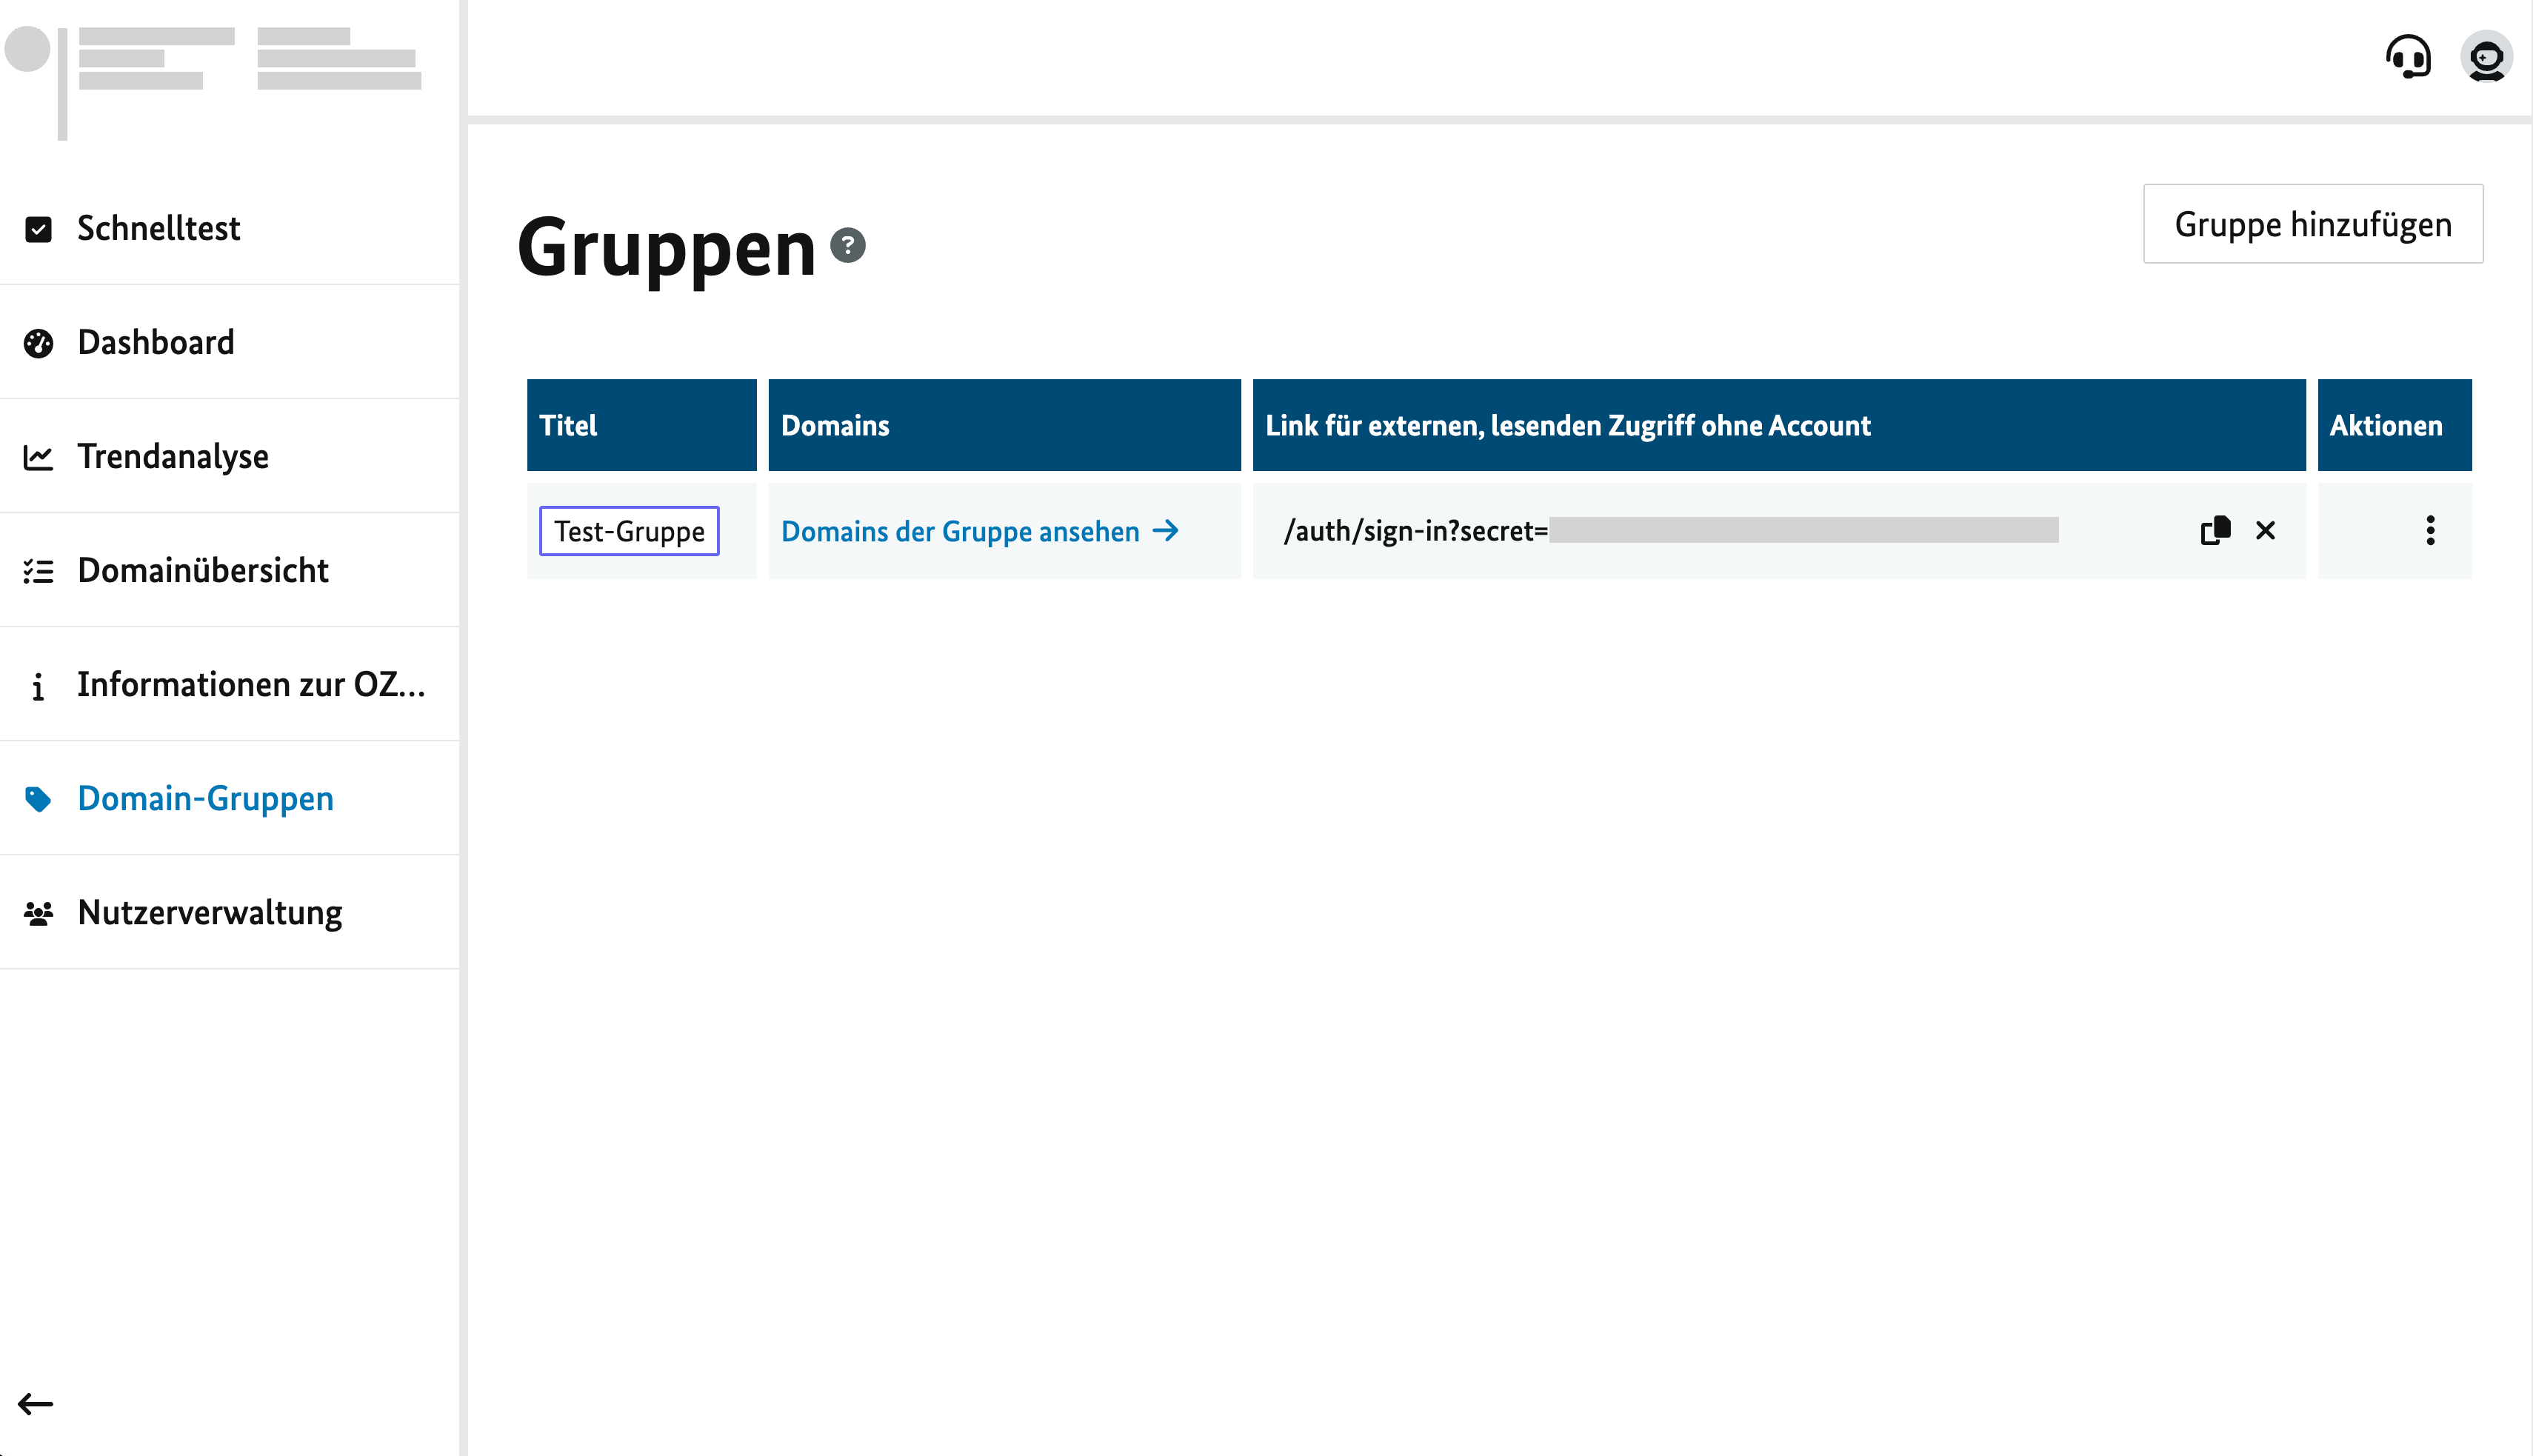 Schnelltest
Dashboard
Trendanalyse
Domainübersicht
Informationen zur OZ...
Domain-Gruppen
Nutzerverwaltung
Gruppen ?
Gruppe hinzufügen
Titel Domains Link für externen, lesenden Zugriff ohne Account Aktionen
Test-Gruppe Domains der Gruppe ansehen → /auth/sign-in?secret=